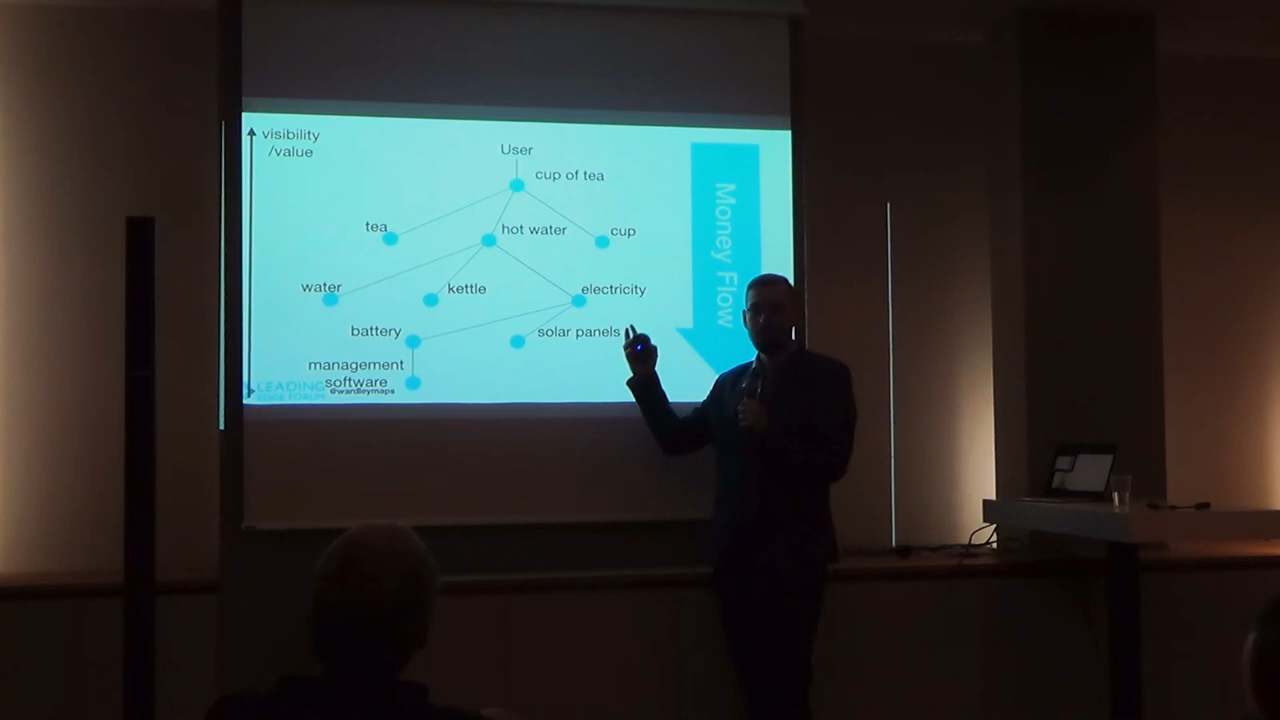 visibility
/value
User
cup of tea
tea
hot water
cup
water
kettle
electricity
battery
solar panels
management
software
LEADING
EDGE FORUM
@wardleymaps
Money Flow